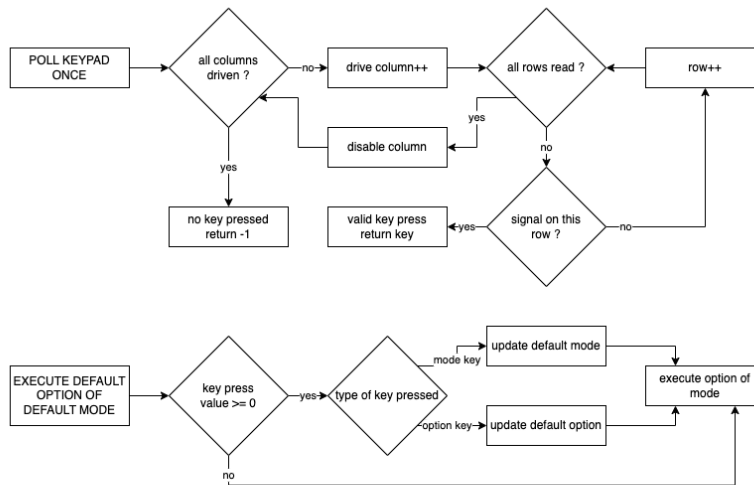 POLL KEYPAD
ONCE
all columns
driven ?
no
drive column++
all rows read ?
row++
yes
disable column
yes
no
no key pressed
return -1
valid key press
return key
yes
signal on this
row ?
no
EXECUTE DEFAULT
OPTION OF
DEFAULT MODE
key press
value >= 0
yes
type of key pressed
mode key
update default mode
option key
update default option
execute option of
mode
no